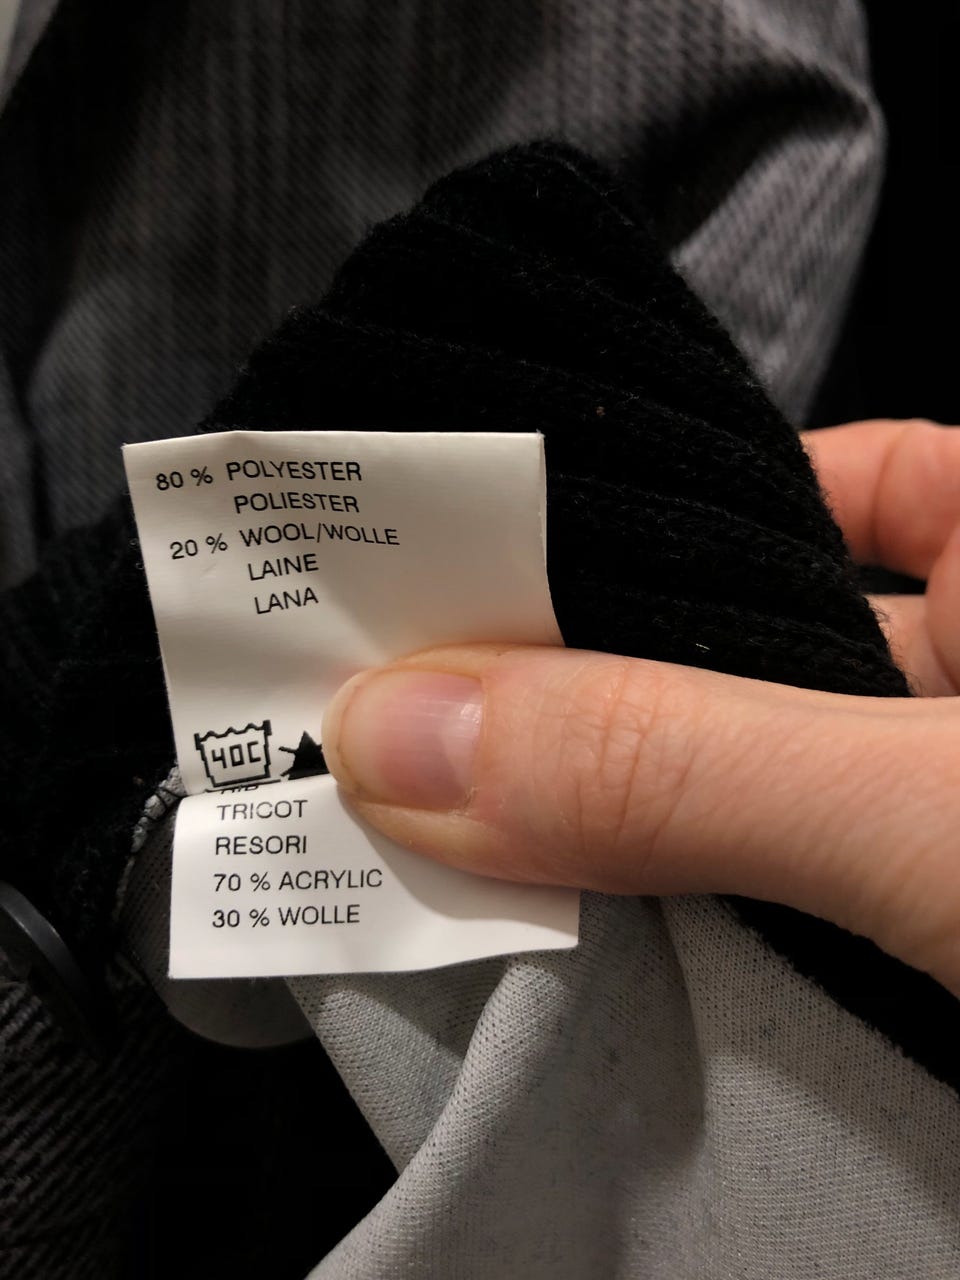 80 % POLYESTER
POLIESTER
20 % WOOL/WOLLE
LAINE
LANA
40C
TRICOT
RESORI
70 % ACRYLIC
30 % WOLLE